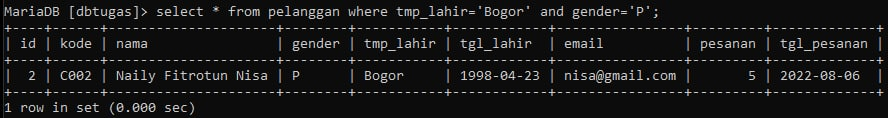 MariaDB [dbtugas]> select * from pelanggan where tmp_lahir='Bogor' and gender='P';
+----+------+---------------------+--------+-----------+------------+----------------+---------+-------------+
| id | kode | nama                | gender | tmp_lahir | tgl_lahir  | email          | pesanan | tgl_pesanan |
+----+------+---------------------+--------+-----------+------------+----------------+---------+-------------+
|  2 | C002 | Naily Fitrotun Nisa | P      | Bogor     | 1998-04-23 | nisa@gmail.com |       5 | 2022-08-06  |
+----+------+---------------------+--------+-----------+------------+----------------+---------+-------------+
1 row in set (0.000 sec)